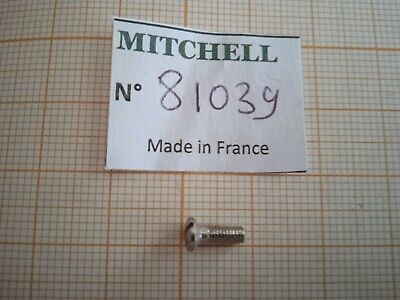 MITCHELL
N° 81039
Made in France